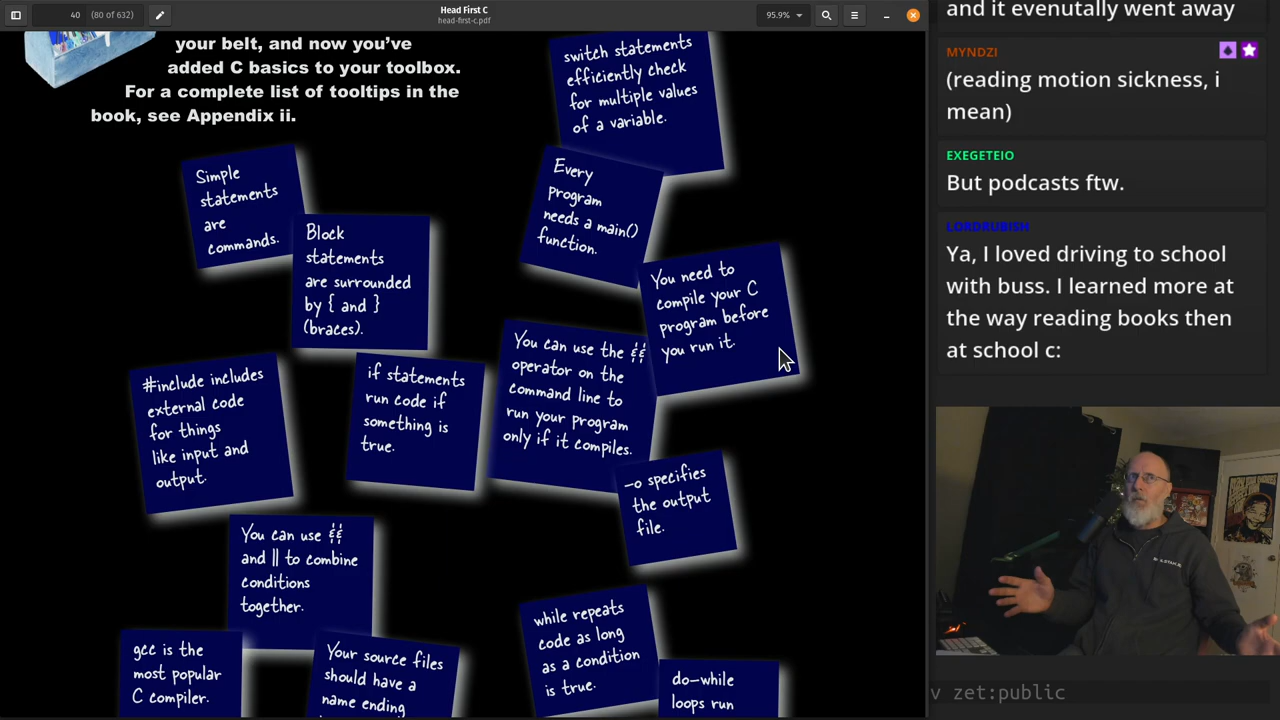 40
(80 of 632)
Head First C
head-first-c.pdf
95.9%
your belt, and now you've
added C basics to your toolbox.
For a complete list of tooltips in the
book, see Appendix ii.
switch statements
efficiently check
for multiple values
of a variable.
Simple
statements
are
commands.
Every
program
needs a main()
function.
Block
statements
are surrounded
by { and }
(braces).
You need to
compile your C
program before
you run it.
#include includes
external code
for things
like input and
output.
if statements
run code if
something is
true.
You can use the &&
operator on the
command line to
run your program
only if it compiles.
-o specifies
the output
file.
You can use &&
and || to combine
conditions
together.
while repeats
code as long
as a condition
is true.
gcc is the
most popular
C compiler.
Your source files
should have a
name ending
do-while
loops run
and it evenutally went away
MYNDZI
(reading motion sickness, i
mean)
EXEGETEIO
But podcasts ftw.
LORDRUBISH
Ya, I loved driving to school
with buss. I learned more at
the way reading books then
at school c:
v zet:public